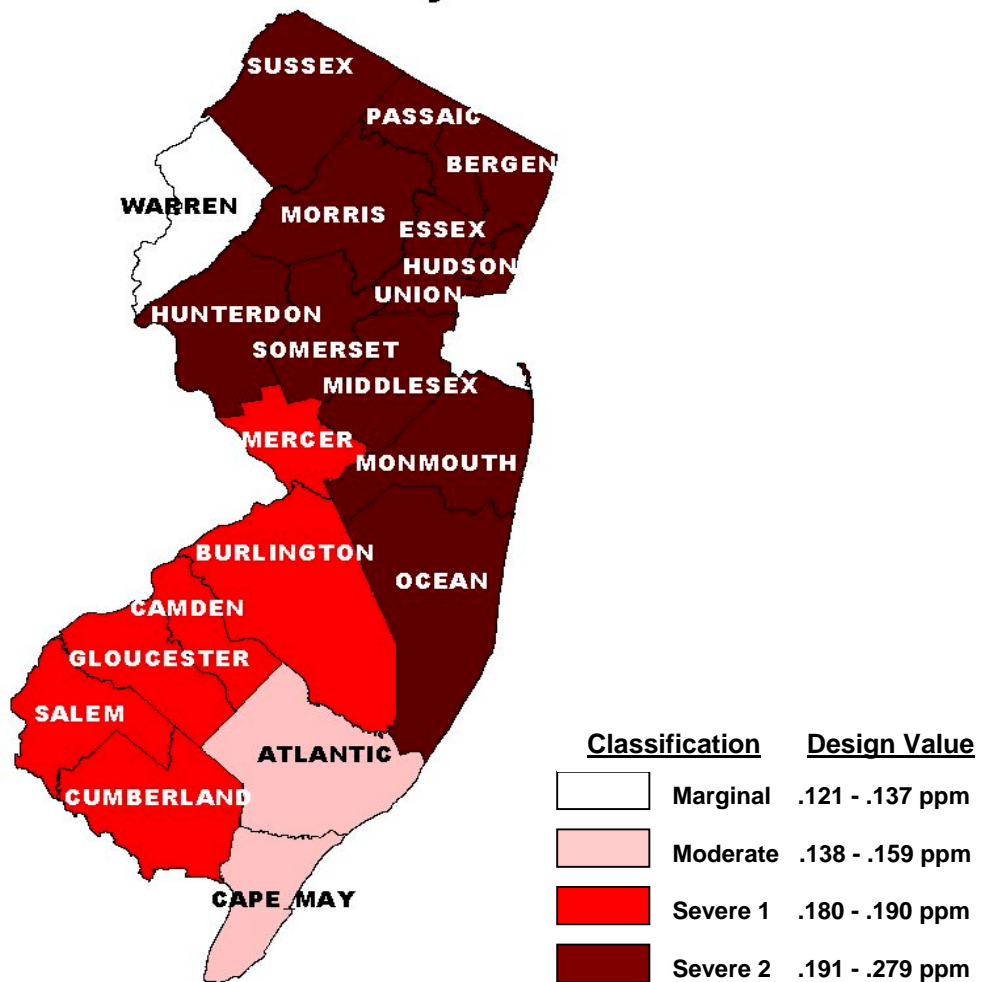 SUSSEX
PASSAIC
BERGEN
WARREN
MORRIS
ESSEX
HUDSON
UNION
HUNTERDON
SOMERSET
MIDDLESEX
MERCER
MONMOUTH
BURLINGTON
OCEAN
CAMDEN
GLOUCESTER
SALEM
ATLANTIC
CUMBERLAND
CAPE MAY
Classification Design Value
Marginal .121 - .137 ppm
Moderate .138 - .159 ppm
Severe 1 .180 - .190 ppm
Severe 2 .191 - .279 ppm